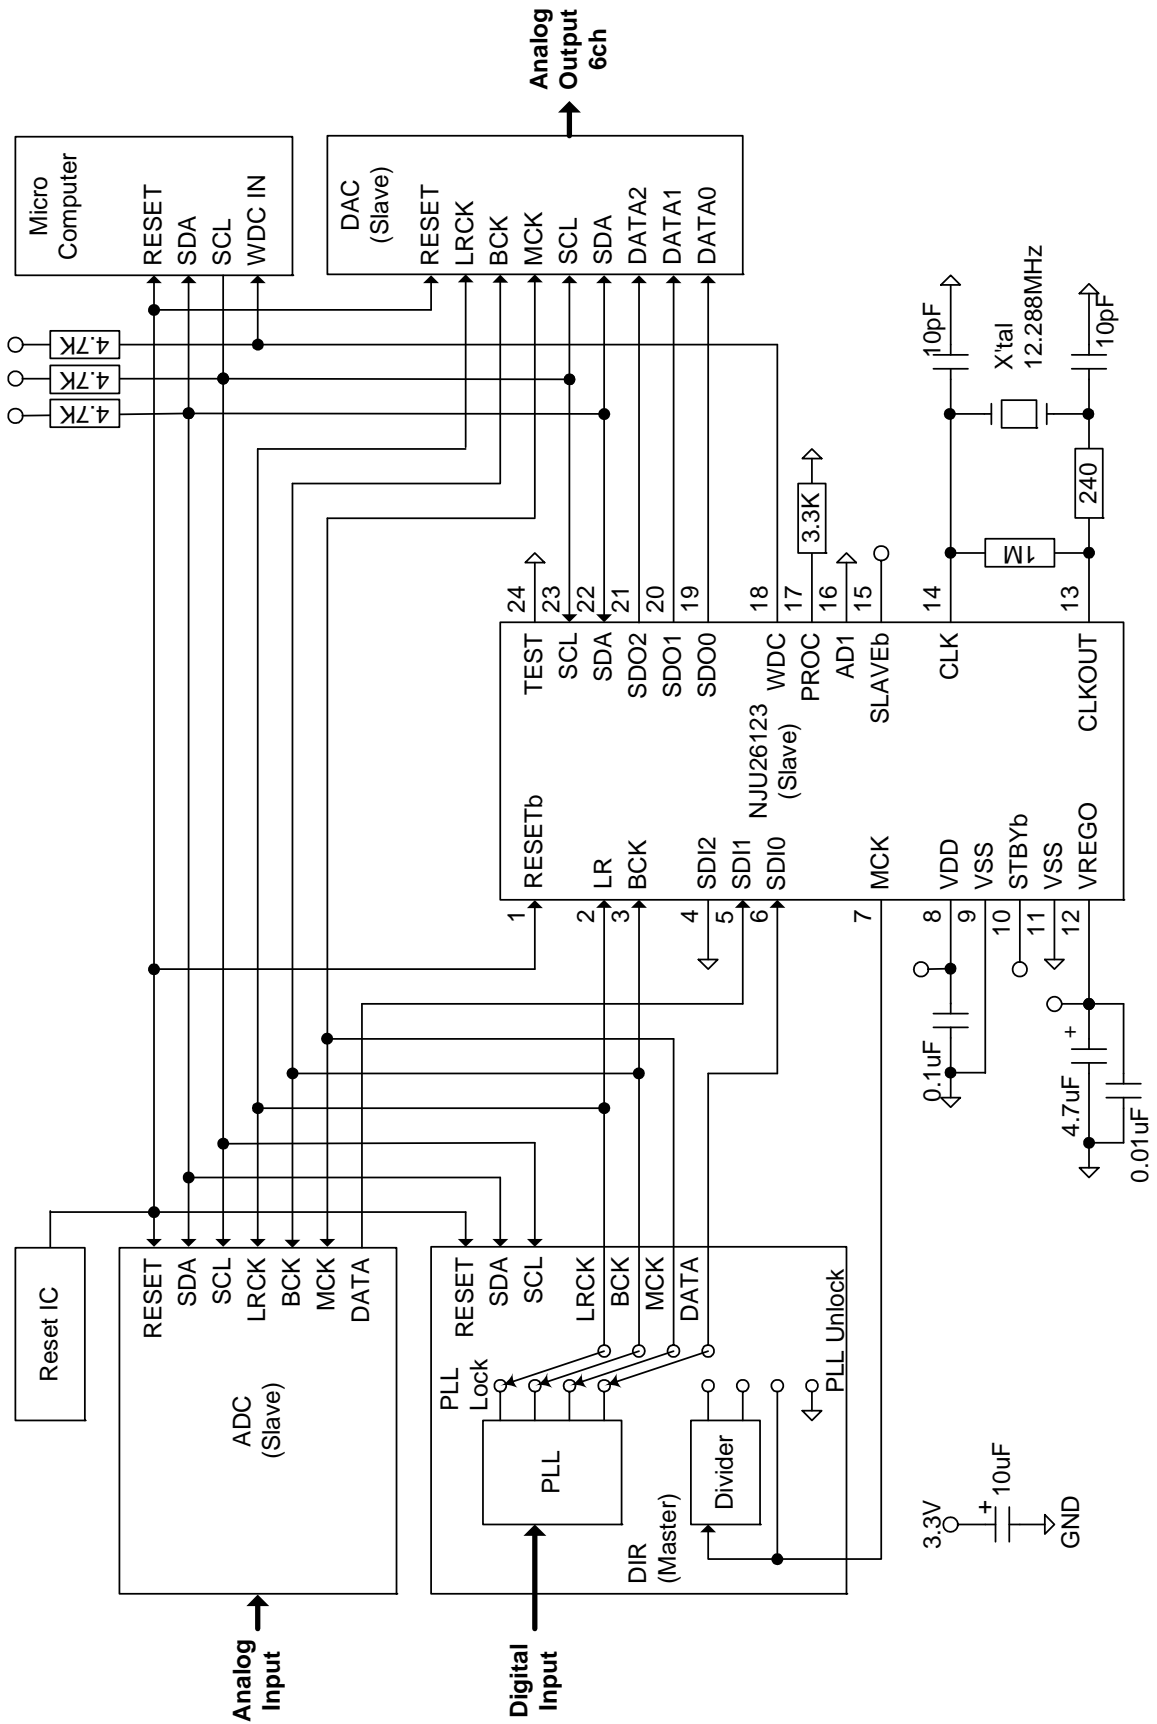 Analog
Input
Digital
Input
Reset IC
ADC
(Slave)
RESET
SDA
SCL
LRCK
BCK
MCK
DATA
DIR
(Master)
PLL
PLL
Lock
Divider
RESET
SDA
SCL
LRCK
BCK
MCK
DATA
PLL Unlock
3.3V
+
10uF
GND
NJU26123
(Slave)
1
RESETb
2
LR
3
BCK
4
SDI2
5
SDI1
6
SDI0
7
MCK
8
VDD
9
VSS
10
STBYb
11
VSS
12
VREGO
0.1uF
+
4.7uF
0.01uF
TEST
24
SCL
23
SDA
22
SDO2
21
SDO1
20
SDO0
19
WDC
18
PROC
17
AD1
16
SLAVEb
15
CLK
14
CLKOUT
13
3.3K
1M
240
10pF
X'tal
12.288MHz
10pF
4.7K
4.7K
4.7K
Micro
Computer
RESET
SDA
SCL
WDC IN
DAC
(Slave)
RESET
LRCK
BCK
MCK
SCL
SDA
DATA2
DATA1
DATA0
Analog
Output
6ch